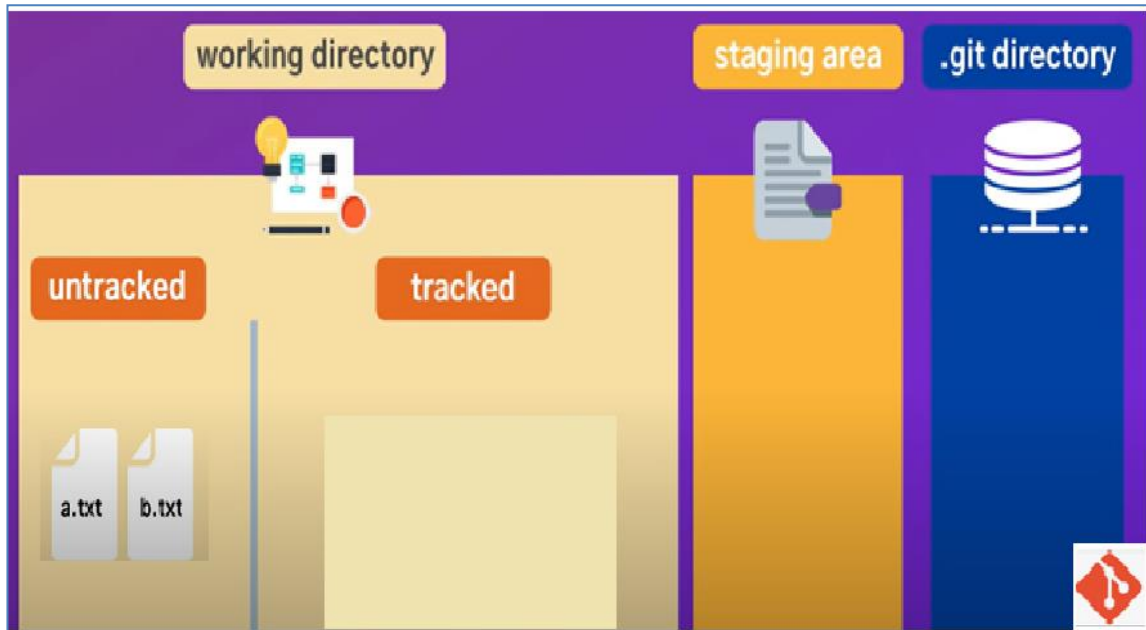 working directory
staging area
.git directory
untracked
tracked
a.txt
b.txt